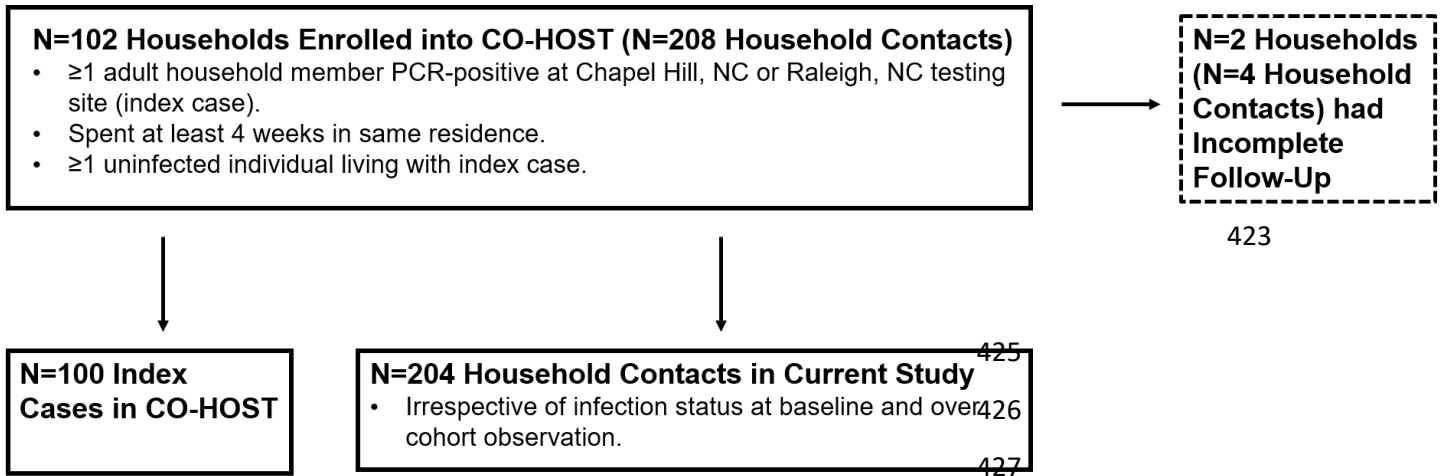 N=102 Households Enrolled into CO-HOST (N=208 Household Contacts)
• ≥1 adult household member PCR-positive at Chapel Hill, NC or Raleigh, NC testing
site (index case).
• Spent at least 4 weeks in same residence.
• ≥1 uninfected individual living with index case.
N=2 Households
(N=4 Household
Contacts) had
Incomplete
Follow-Up
423
N=100 Index
Cases in CO-HOST
425
N=204 Household Contacts in Current Study
• Irrespective of infection status at baseline and over
426
cohort observation.
427